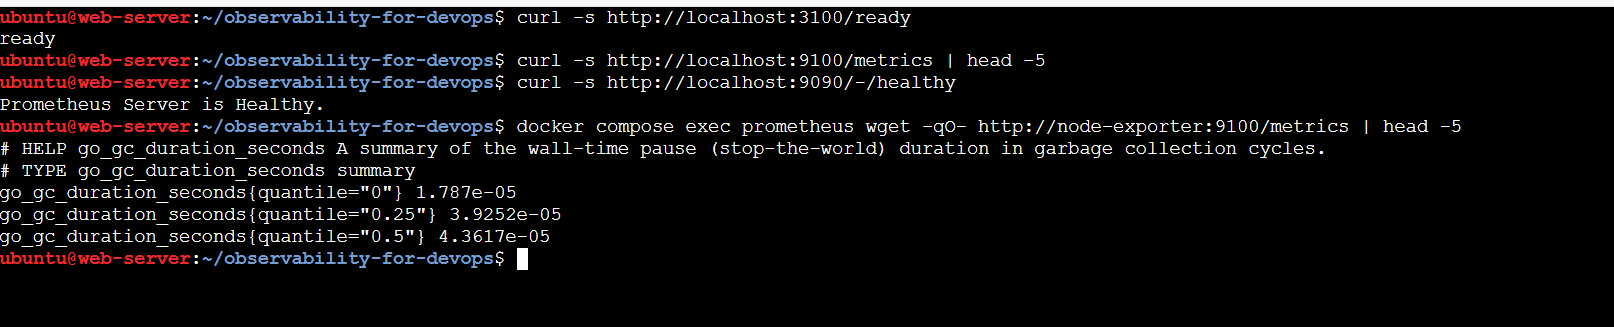 ubuntu@web-server:~/observability-for-devops$ curl -s http://localhost:3100/ready
ready
ubuntu@web-server:~/observability-for-devops$ curl -s http://localhost:9100/metrics | head -5
ubuntu@web-server:~/observability-for-devops$ curl -s http://localhost:9090/-/healthy
Prometheus Server is Healthy.
ubuntu@web-server:~/observability-for-devops$ docker compose exec prometheus wget -qO- http://node-exporter:9100/metrics | head -5
# HELP go_gc_duration_seconds A summary of the wall-time pause (stop-the-world) duration in garbage collection cycles.
# TYPE go_gc_duration_seconds summary
go_gc_duration_seconds{quantile="0"} 1.787e-05
go_gc_duration_seconds{quantile="0.25"} 3.9252e-05
go_gc_duration_seconds{quantile="0.5"} 4.3617e-05
ubuntu@web-server:~/observability-for-devops$